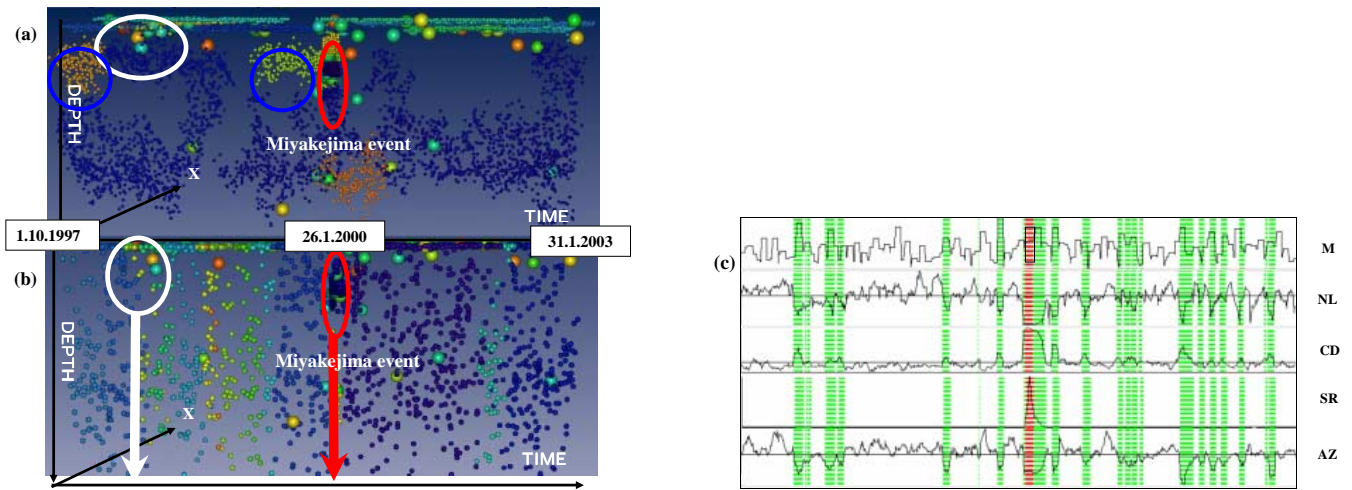 (a)
DEPTH
Miyakejima event
X
TIME
1.10.1997
26.1.2000
31.1.2003
(b)
DEPTH
Miyakejima event
X
TIME
(c)
M
NL
CD
SR
AZ